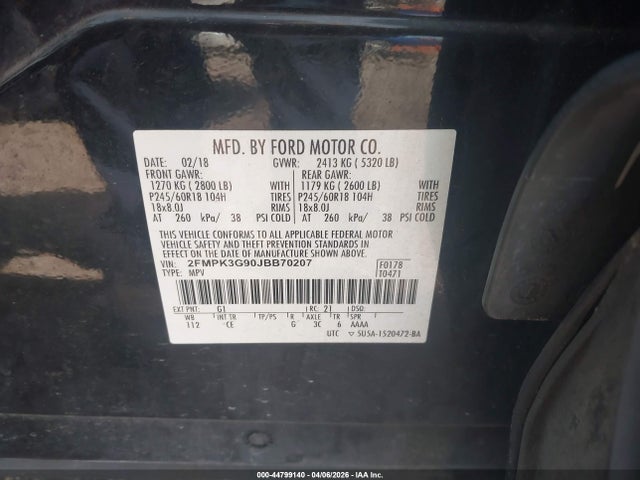 MFD. BY FORD MOTOR CO.
DATE: 02/18 GVWR: 2413 KG ( 5320 LB)
FRONT GAWR: REAR GAWR:
1270 KG ( 2800 LB) WITH 1179 KG ( 2600 LB) WITH
P245/60R18 104H TIRES P245/60R18 104H TIRES
18x8.0J RIMS 18x8.0J RIMS
AT 260 kPa/ 38 PSI COLD AT 260 kPa/ 38 PSI COLD
THIS VEHICLE CONFORMS TO ALL APPLICABLE FEDERAL MOTOR
VEHICLE SAFETY AND THEFT PREVENTION STANDARDS IN
EFFECT ON THE DATE OF MANUFACTURE SHOWN ABOVE.
VIN: 2FMPK3G90JBB70207 F0178
TYPE: MPV T0471
EXT PNT: G1 RC: 21 DSO:
WB INT TR TP/PS R AXLE TR SPR
112 CE G 3C 6 AAAA
UTC 5U5A-1520472-BA
000-44799140 - 04/06/2026 - IAA Inc.